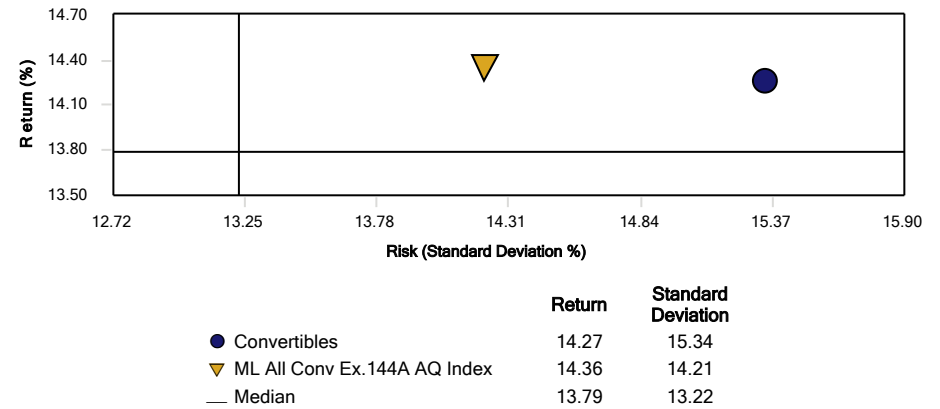 14.70
14.40
14.10
13.80
13.50
Return (%)
12.72 13.25 13.78 14.31 14.84 15.37 15.90
Risk (Standard Deviation %)
Return Standard Deviation
Convertibles 14.27 15.34
ML All Conv Ex.144A AQ Index 14.36 14.21
Median 13.79 13.22